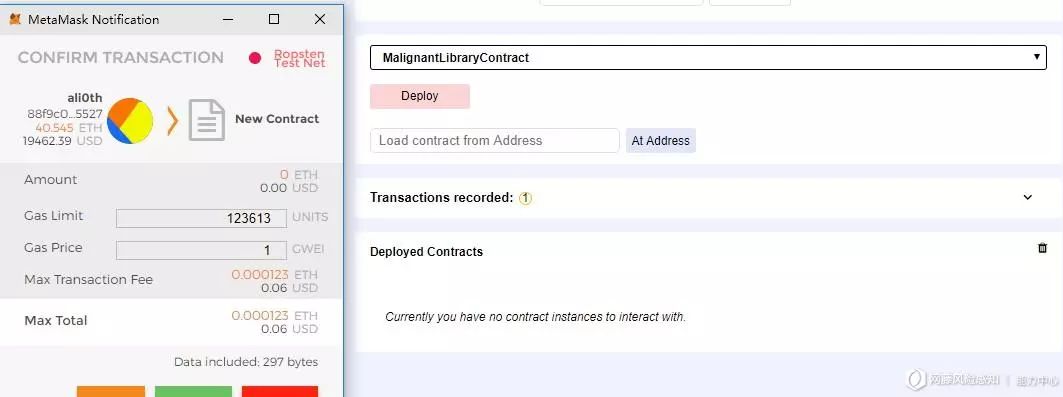 MetaMask Notification
CONFIRM TRANSACTION
Ropsten
Test Net
ali0th
88f9c0...5527
40.545 ETH
19462.39 USD
New Contract
Amount
0 ETH
0.00 USD
Gas Limit
123613
UNITS
Gas Price
1
GWEI
Max Transaction Fee
0.000123 ETH
0.06 USD
Max Total
0.000123 ETH
0.06 USD
Data included: 297 bytes
MalignantLibraryContract
Deploy
Load contract from Address
At Address
Transactions recorded: 1
Deployed Contracts
Currently you have no contract instances to interact with.
网藤风险感知 | 能力中心